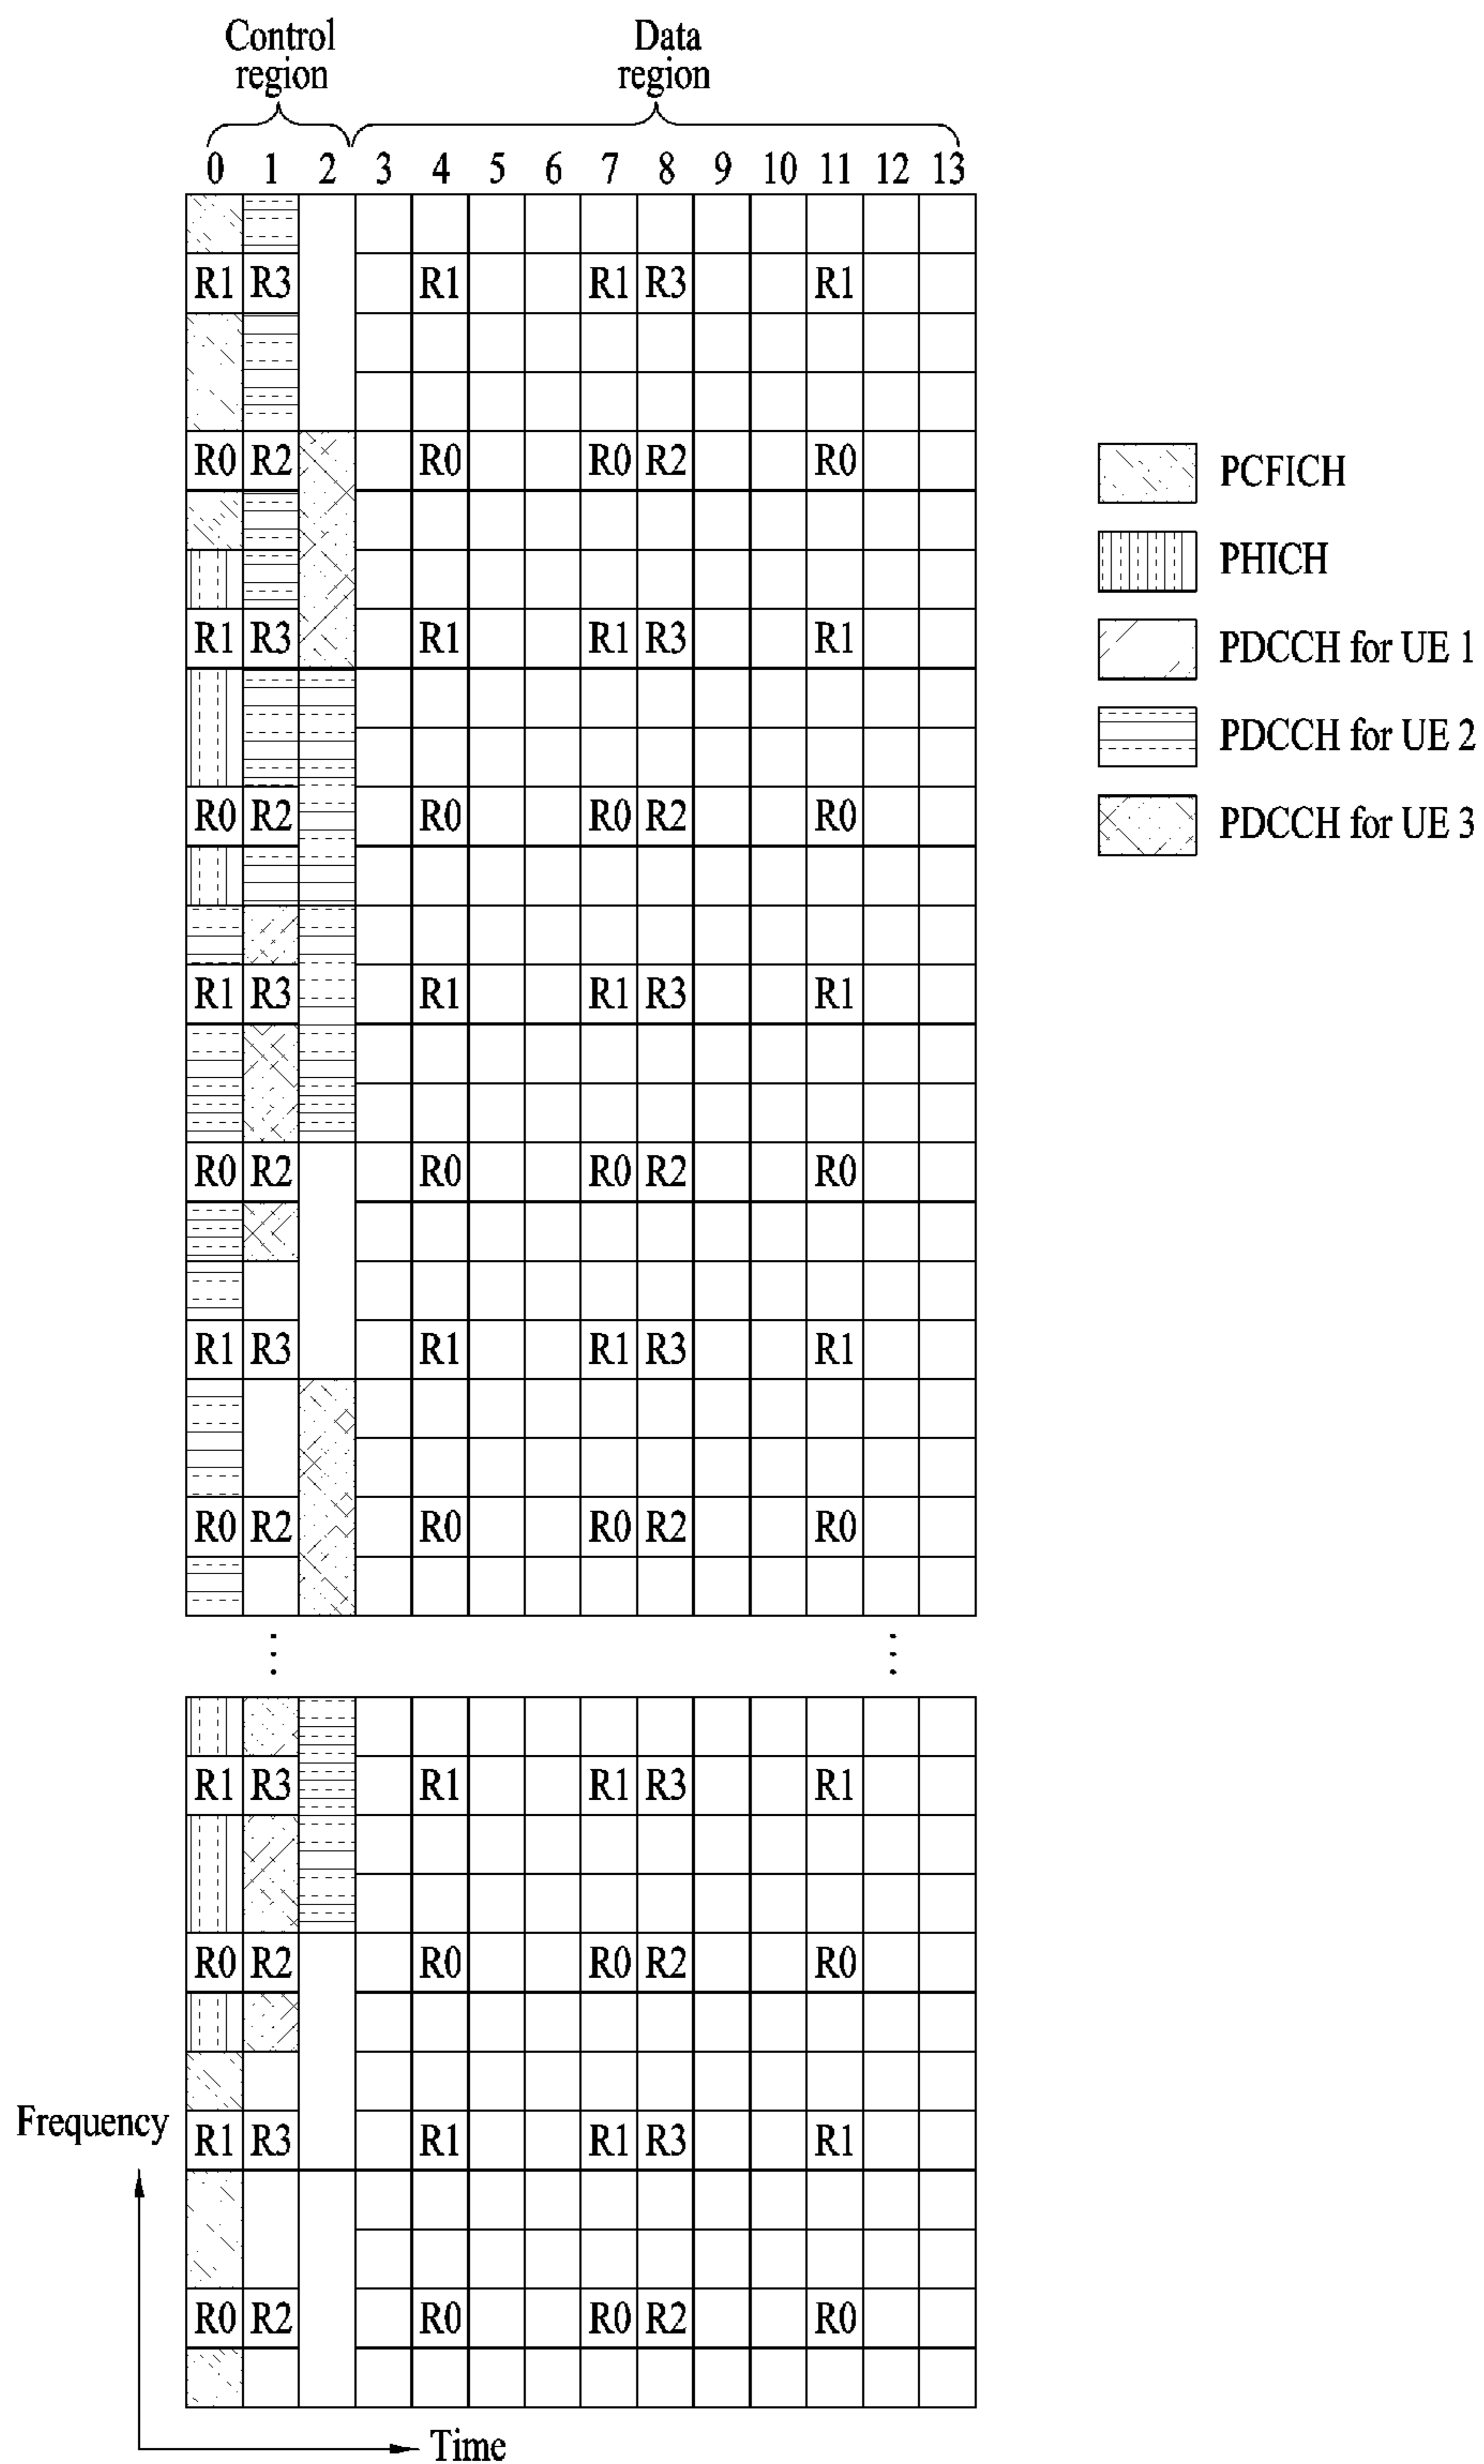 Control region
Data region
0 1 2 3 4 5 6 7 8 9 10 11 12 13
R1 R3 R1 R1 R3 R1
R0 R2 R0 R0 R2 R0
R1 R3 R1 R1 R3 R1
R0 R2 R0 R0 R2 R0
R1 R3 R1 R1 R3 R1
R0 R2 R0 R0 R2 R0
R1 R3 R1 R1 R3 R1
R0 R2 R0 R0 R2 R0
R1 R3 R1 R1 R3 R1
R0 R2 R0 R0 R2 R0
R1 R3 R1 R1 R3 R1
R0 R2 R0 R0 R2 R0
PCFICH
PHICH
PDCCH for UE 1
PDCCH for UE 2
PDCCH for UE 3
Frequency
Time